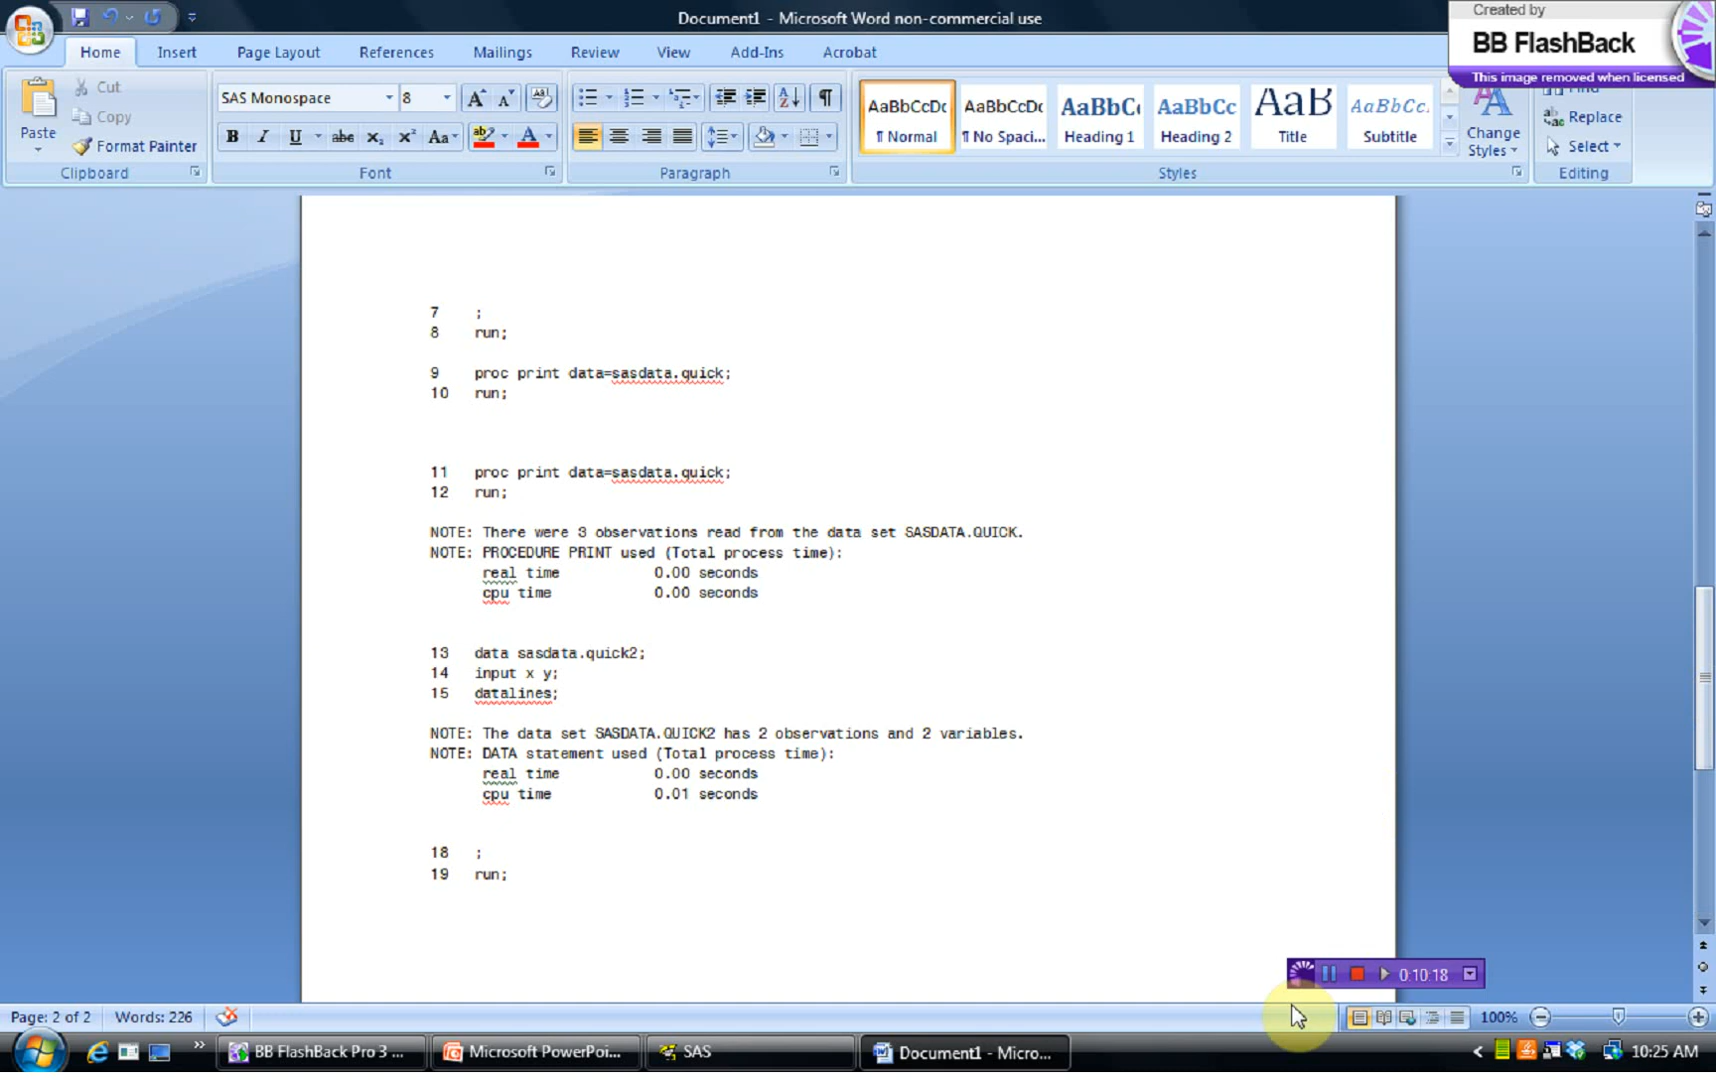 Document1 - Microsoft Word non-commercial use
Created by
BB FlashBack
This image removed when licensed
Home Insert Page Layout References Mailings Review View Add-Ins Acrobat
Paste
Cut
Copy
Format Painter
Clipboard
SAS Monospace 8
Font
Paragraph
AaBbCcDc AaBbCcDc AaBbC AaBbCc AaB AaBbCc.
¶ Normal ¶ No Spaci... Heading 1 Heading 2 Title Subtitle
Change Styles
Styles
Replace
Select
Editing
7 ;
8 run;
9 proc print data=sasdata.quick;
10 run;
11 proc print data=sasdata.quick;
12 run;
NOTE: There were 3 observations read from the data set SASDATA.QUICK.
NOTE: PROCEDURE PRINT used (Total process time):
real time 0.00 seconds
cpu time 0.00 seconds
13 data sasdata.quick2;
14 input x y;
15 datalines;
NOTE: The data set SASDATA.QUICK2 has 2 observations and 2 variables.
NOTE: DATA statement used (Total process time):
real time 0.00 seconds
cpu time 0.01 seconds
18 ;
19 run;
0:10:18
Page: 2 of 2 Words: 226 100%
BB FlashBack Pro 3 ... Microsoft PowerPoi... SAS Document1 - Micro... 10:25 AM